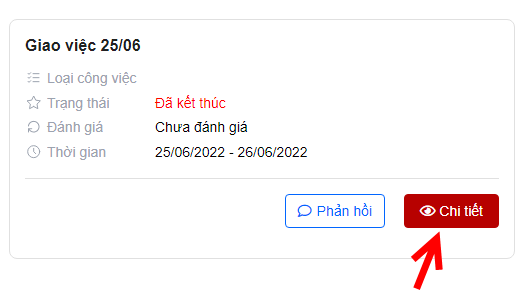 Giao việc 25/06
Loại công việc
Trạng thái Đã kết thúc
Đánh giá Chưa đánh giá
Thời gian 25/06/2022 - 26/06/2022
Phản hồi Chi tiết